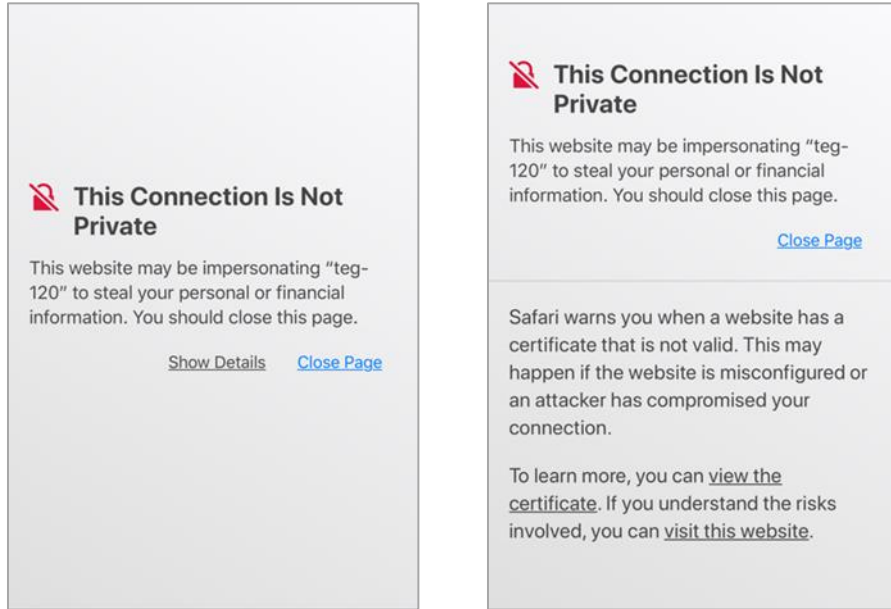 This Connection Is Not
Private
This website may be impersonating “teg-
120” to steal your personal or financial
information. You should close this page.
Show Details Close Page
This Connection Is Not
Private
This website may be impersonating “teg-
120” to steal your personal or financial
information. You should close this page.
Close Page
Safari warns you when a website has a
certificate that is not valid. This may
happen if the website is misconfigured or
an attacker has compromised your
connection.
To learn more, you can view the
certificate. If you understand the risks
involved, you can visit this website.